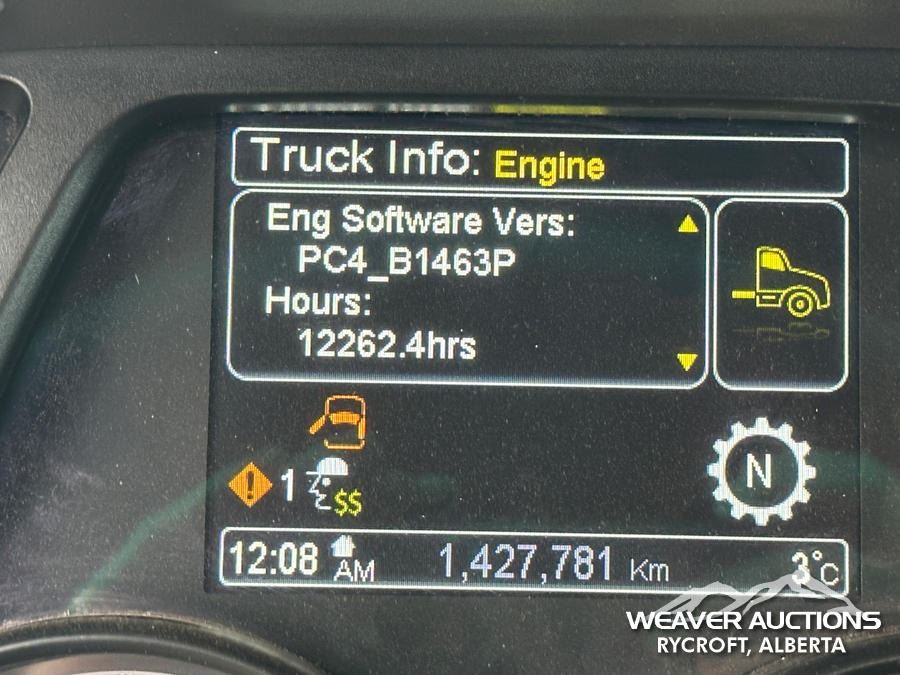 Truck Info: Engine
Eng Software Vers:
PC4_B1463P
Hours:
12262.4hrs
N
1 $$
12:08 AM 1,427,781 Km 3°C
WEAVER AUCTIONS
RYCROFT, ALBERTA